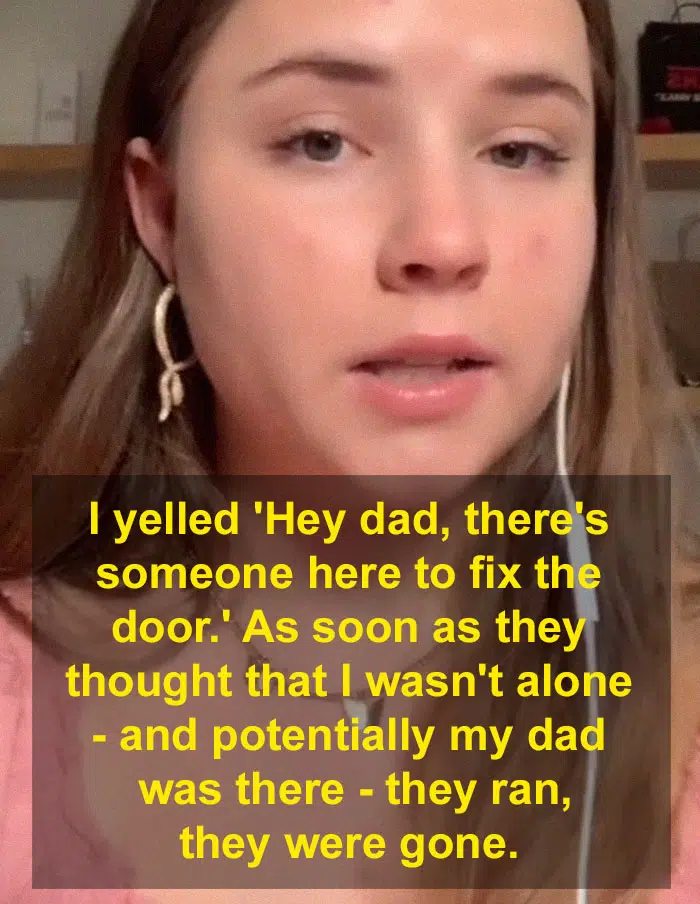 I yelled 'Hey dad, there's
someone here to fix the
door.' As soon as they
thought that I wasn't alone
- and potentially my dad
was there - they ran,
they were gone.